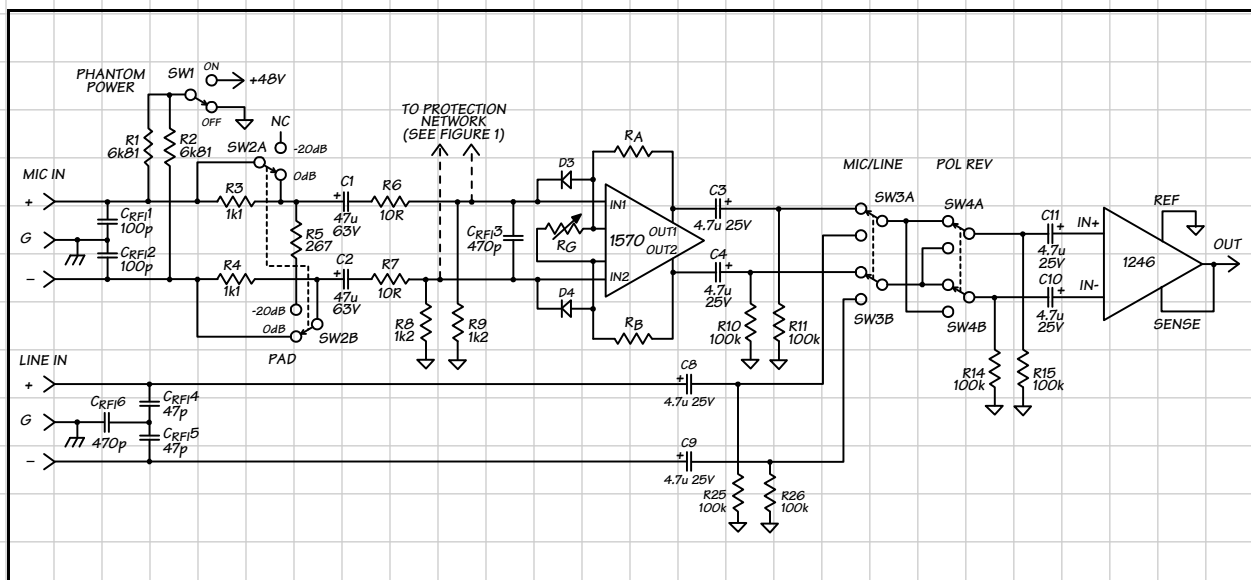 PHANTOM
POWER
SW1
ON
+48V
OFF
R1
6k81
R2
6k81
NC
SW2A
-20dB
0dB
TO PROTECTION
NETWORK
(SEE FIGURE 1)
MIC IN
+
G
−
CRFI1
100p
CRFI2
100p
R3
1k1
R4
1k1
R5
267
C1
+
47u
63V
R6
10R
C2
+
47u
63V
R7
10R
-20dB
0dB
SW2B
PAD
R8
1k2
R9
1k2
CRFI3
470p
D3
D4
RA
RB
RG
IN1
1570
OUT1
OUT2
IN2
C3
+
4.7u 25V
C4
+
4.7u
25V
R10
100k
R11
100k
MIC/LINE
SW3A
SW3B
POL REV
SW4A
SW4B
C11
+
4.7u
25V
C10
+
4.7u
25V
R14
100k
R15
100k
IN+
IN-
1246
REF
OUT
SENSE
LINE IN
+
G
−
CRFI6
470p
CRFI4
47p
CRFI5
47p
C8
+
4.7u 25V
C9
+
4.7u 25V
R25
100k
R26
100k